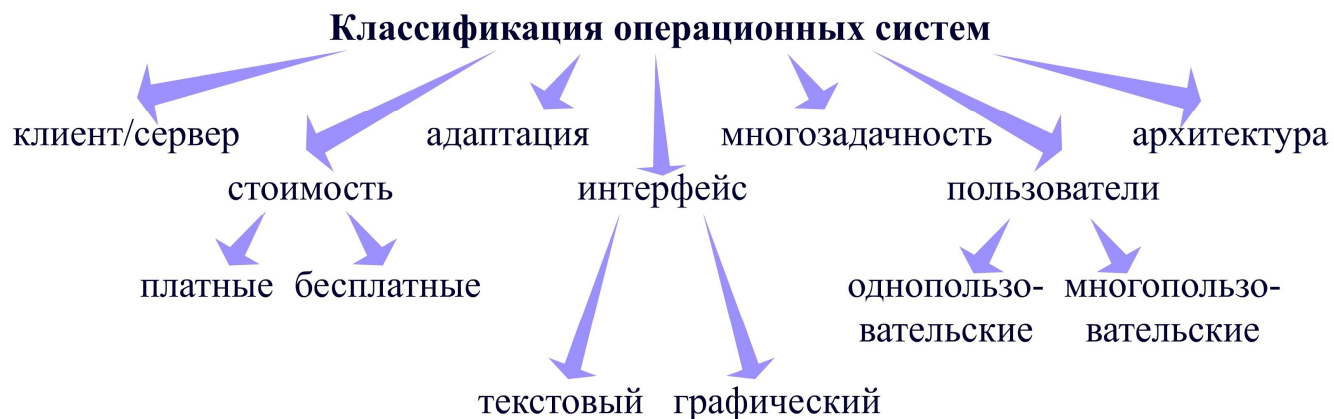 Классификация операционных систем
клиент/сервер
адаптация
многозадачность
архитектура
стоимость
интерфейс
пользователи
платные
бесплатные
однопользо-
вательские
многопользо-
вательские
текстовый
графический